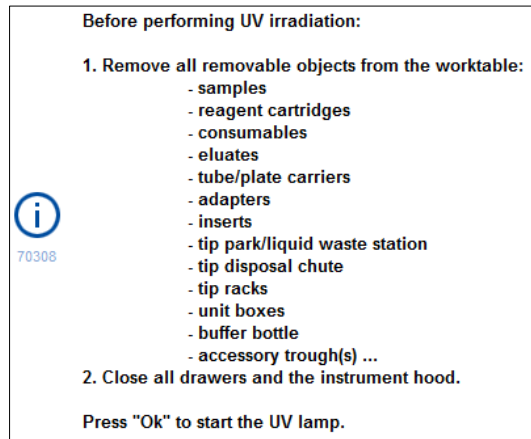 Before performing UV irradiation:
1. Remove all removable objects from the worktable:
- samples
- reagent cartridges
- consumables
- eluates
- tube/plate carriers
- adapters
- inserts
- tip park/liquid waste station
- tip disposal chute
- tip racks
- unit boxes
- buffer bottle
- accessory trough(s) ...
2. Close all drawers and the instrument hood.
Press "Ok" to start the UV lamp.
i
70308